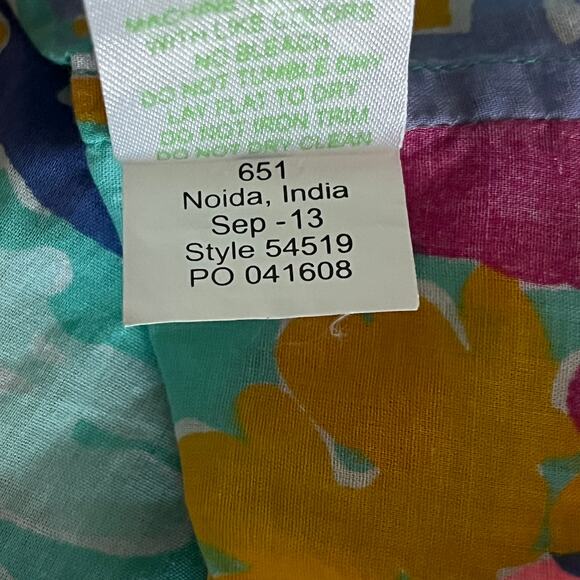 MACHINE
WITH LIKE COLORS
NO BLEACH
DO NOT TUMBLE DRY
LAY FLAT TO DRY
DO NOT IRON TRIM
DO NOT DRY CLEAN
651
Noida, India
Sep -13
Style 54519
PO 041608